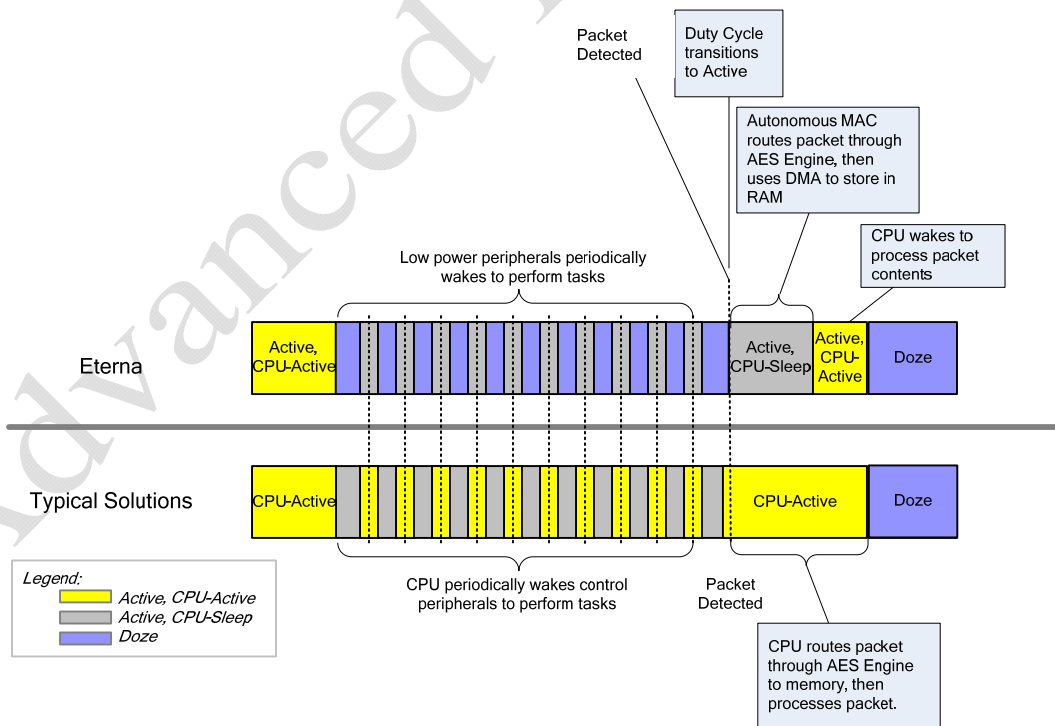 Advanced
Packet
Detected
Duty Cycle
transitions
to Active
Autonomous MAC
routes packet through
AES Engine, then
uses DMA to store in
RAM
CPU wakes to
process packet
contents
Low power peripherals periodically
wakes to perform tasks
Eterna
Active,
CPU-Active
Active,
CPU-Sleep
Active,
CPU-
Active
Doze
Typical Solutions
CPU-Active
CPU-Active
Doze
CPU periodically wakes control
peripherals to perform tasks
Packet
Detected
CPU routes packet
through AES Engine
to memory, then
processes packet.
Legend:
Active, CPU-Active
Active, CPU-Sleep
Doze